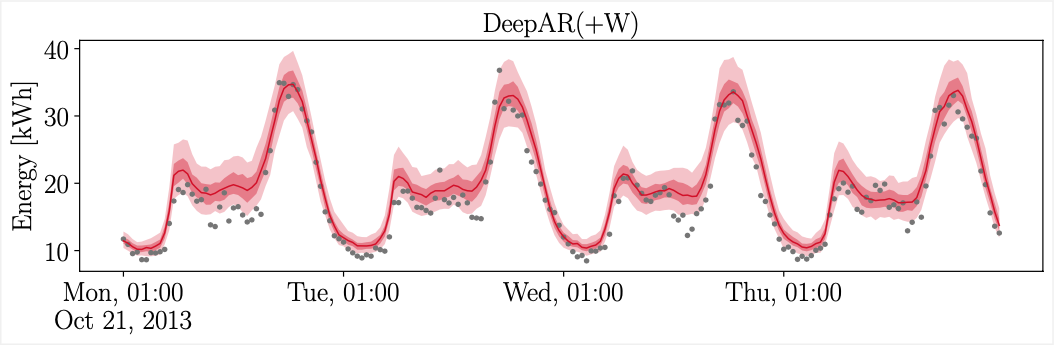 DeepAR(+W)
Energy [kWh]
40
30
20
10
Mon, 01:00
Oct 21, 2013
Tue, 01:00
Wed, 01:00
Thu, 01:00